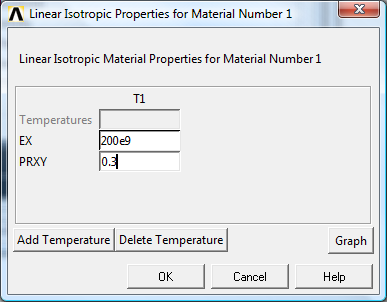 Linear Isotropic Properties for Material Number 1
Linear Isotropic Material Properties for Material Number 1
T1
Temperatures
EX 200e9
PRXY 0.3
Add Temperature Delete Temperature Graph
OK Cancel Help